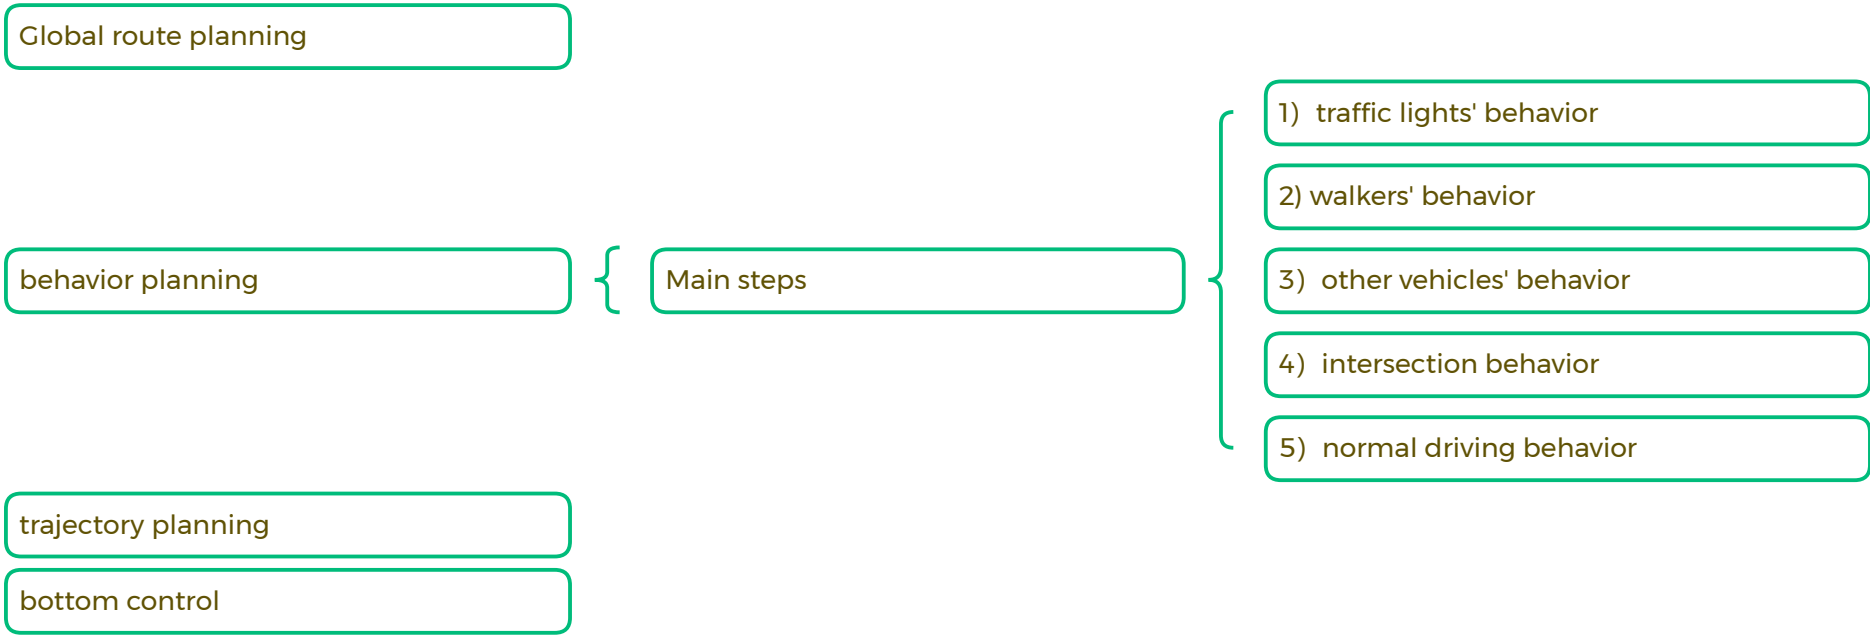 Global route planning
behavior planning
Main steps
1)  traffic lights' behavior
2) walkers' behavior
3)  other vehicles' behavior
4)  intersection behavior
5)  normal driving behavior
trajectory planning
bottom control